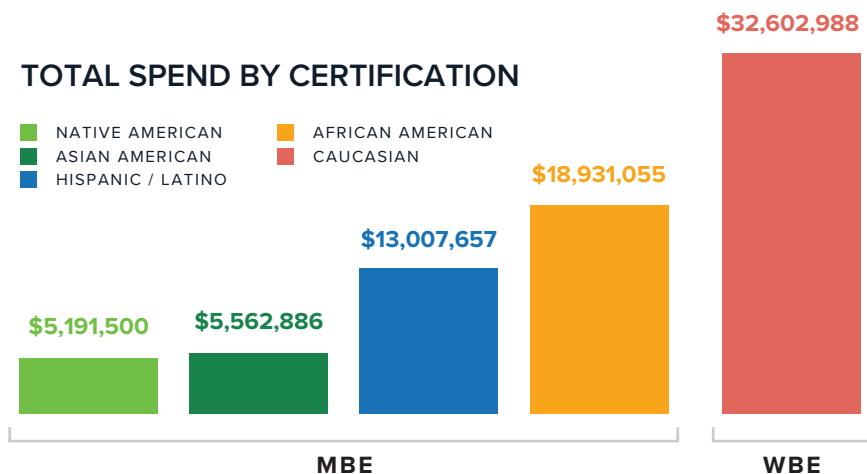 TOTAL SPEND BY CERTIFICATION
NATIVE AMERICAN
ASIAN AMERICAN
HISPANIC / LATINO
AFRICAN AMERICAN
CAUCASIAN
$5,191,500
$5,562,886
$13,007,657
$18,931,055
$32,602,988
MBE
WBE